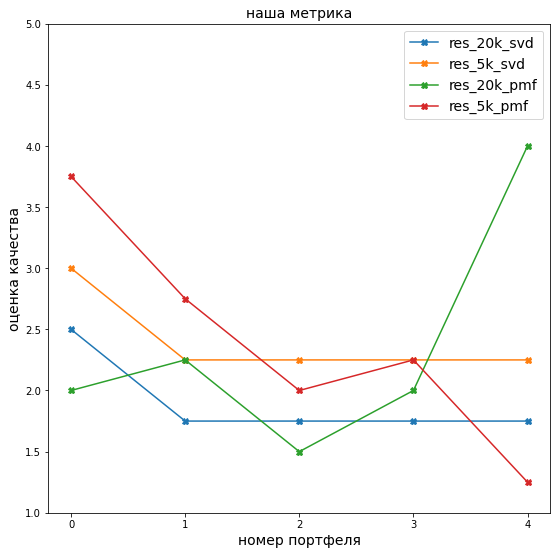 наша метрика
оценка качества
5.0
4.5
4.0
3.5
3.0
2.5
2.0
1.5
1.0
res_20k_svd
res_5k_svd
res_20k_pmf
res_5k_pmf
0 1 2 3 4
номер портфеля